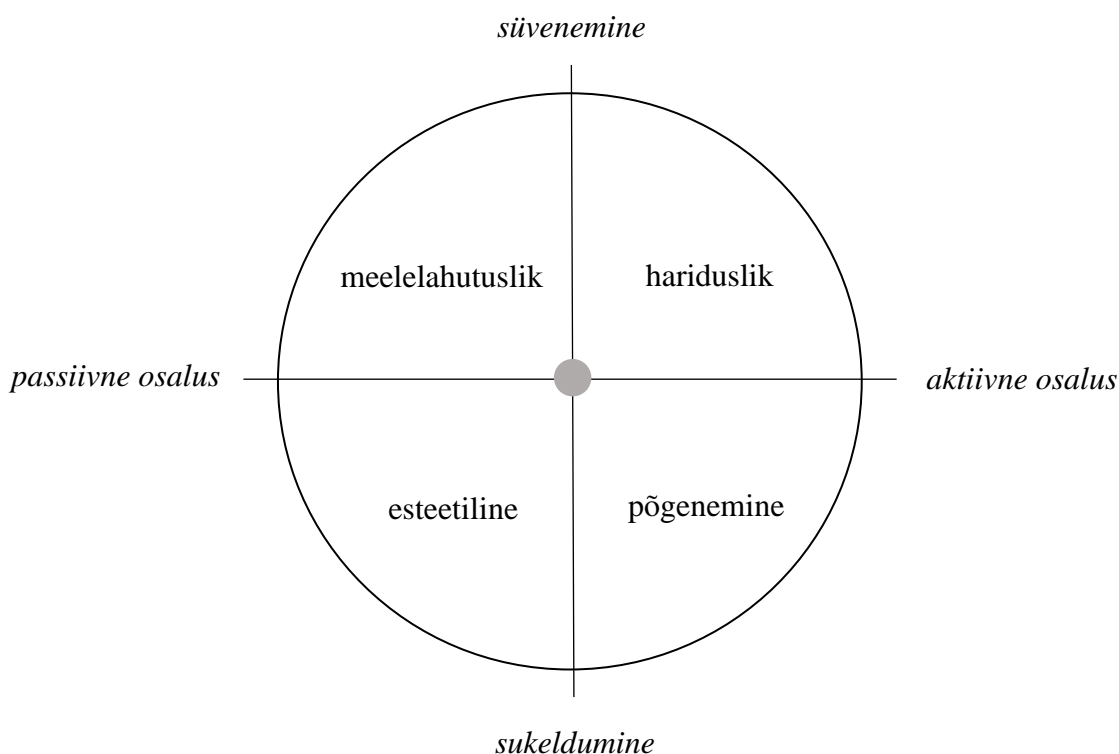 süvenemine
meelelahutuslik
hariduslik
passiivne osalus
aktiivne osalus
esteetiline
põgenemine
sukeldumine